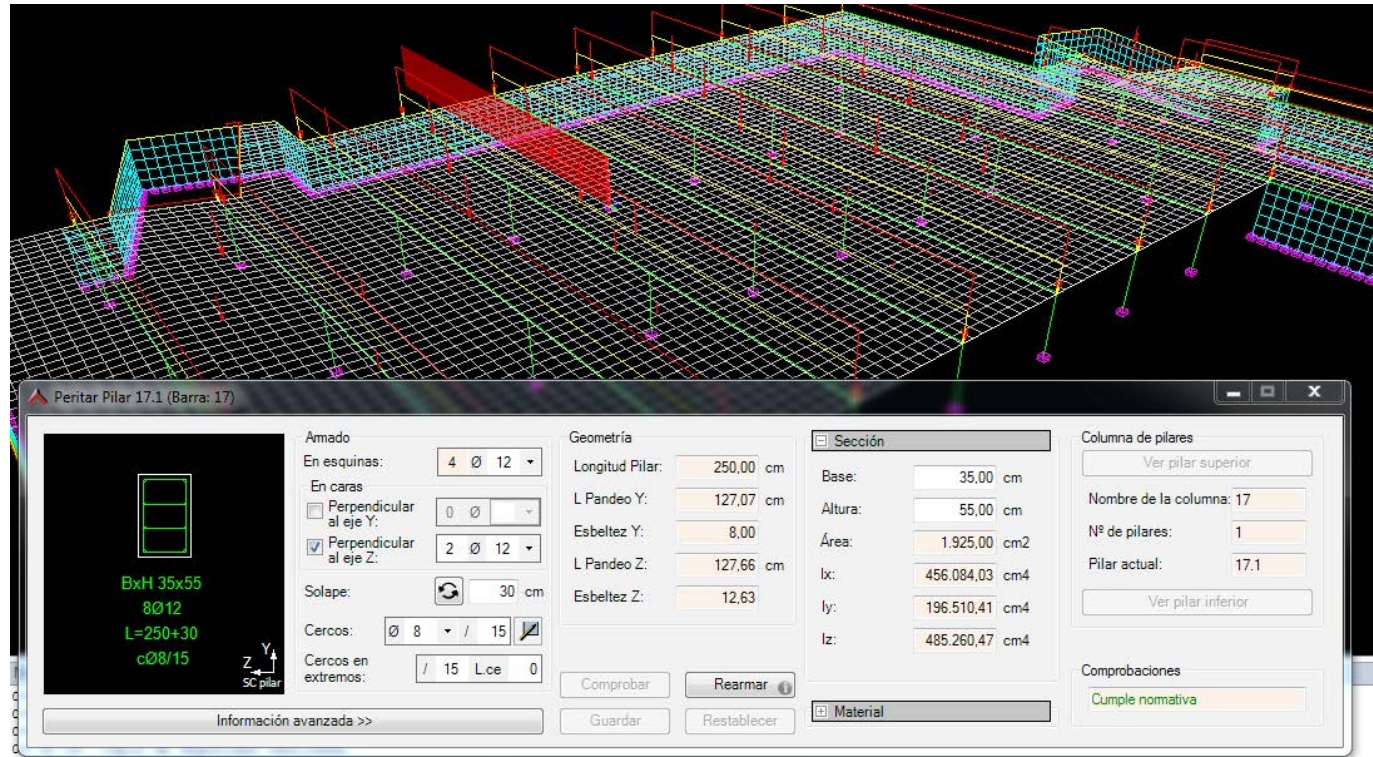 Peritar Pilar 17.1 (Barra: 17)
BxH 35x55
8Ø12
L=250+30
cØ8/15
Y
Z
SC pilar
Información avanzada >>
Armado
En esquinas: 4 Ø 12
En caras
Perpendicular al eje Y: 0 Ø
Perpendicular al eje Z: 2 Ø 12
Solape: 30 cm
Cercos: Ø 8 / 15
Cercos en extremos: / 15 L.ce 0
Geometría
Longitud Pilar: 250,00 cm
L Pandeo Y: 127,07 cm
Esbeltez Y: 8,00
L Pandeo Z: 127,66 cm
Esbeltez Z: 12,63
Comprobar
Rearmar
Guardar
Restablecer
Sección
Base: 35,00 cm
Altura: 55,00 cm
Área: 1.925,00 cm2
Ix: 456.084,03 cm4
Iy: 196.510,41 cm4
Iz: 485.260,47 cm4
Material
Columna de pilares
Ver pilar superior
Nombre de la columna: 17
Nº de pilares: 1
Pilar actual: 17.1
Ver pilar inferior
Comprobaciones
Cumple normativa